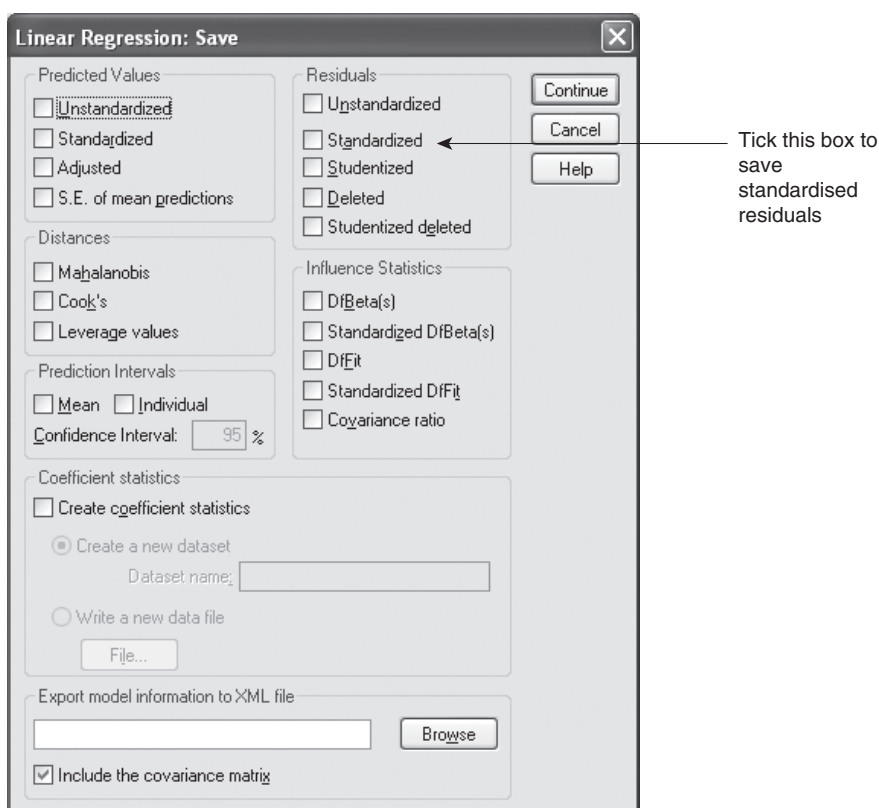 Linear Regression: Save
Predicted Values
Unstandardized
Standardized
Adjusted
S.E. of mean predictions
Distances
Mahalanobis
Cook's
Leverage values
Prediction Intervals
Mean Individual
Confidence Interval: 95 %
Residuals
Unstandardized
Standardized
Studentized
Deleted
Studentized deleted
Influence Statistics
DfBeta(s)
Standardized DfBeta(s)
DfFit
Standardized DfFit
Covariance ratio
Continue
Cancel
Help
Tick this box to
save
standardised
residuals
Coefficient statistics
Create coefficient statistics
Create a new dataset
Dataset name:
Write a new data file
File...
Export model information to XML file
Browse
Include the covariance matrix